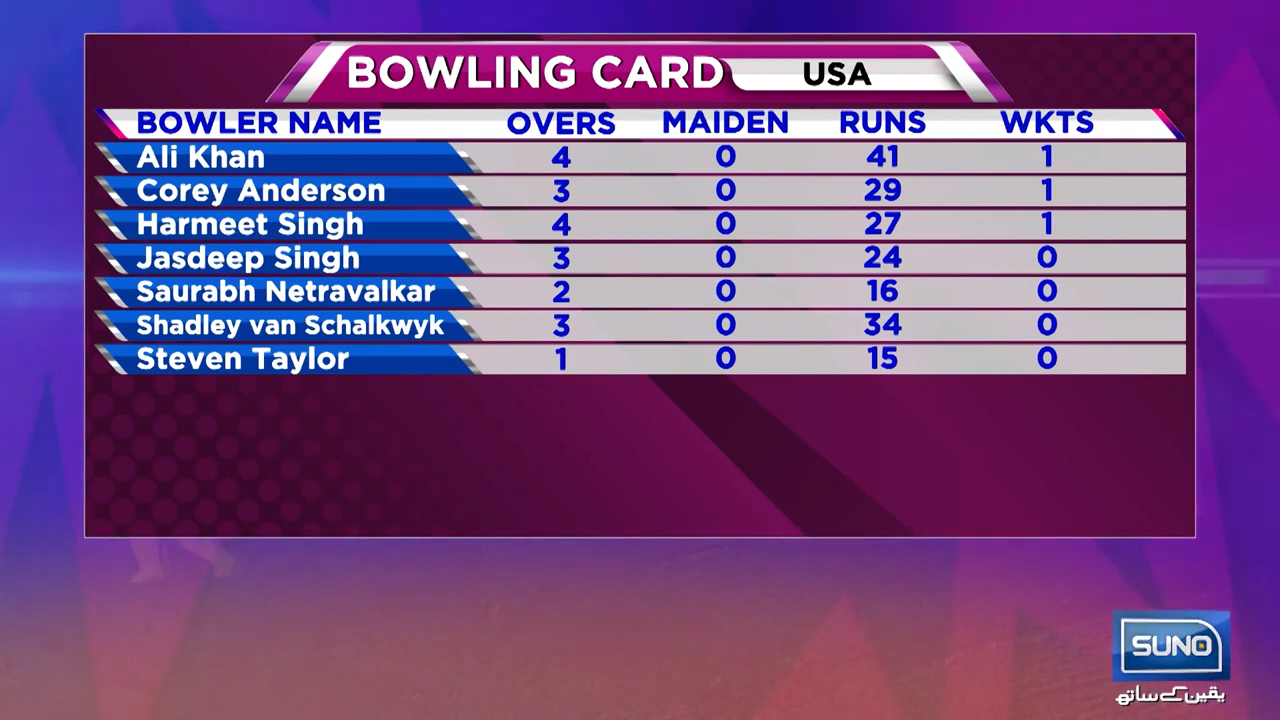 BOWLING CARD USA
BOWLER NAME OVERS MAIDEN RUNS WKTS
Ali Khan 4 0 41 1
Corey Anderson 3 0 29 1
Harmeet Singh 4 0 27 1
Jasdeep Singh 3 0 24 0
Saurabh Netravalkar 2 0 16 0
Shadley van Schalkwyk 3 0 34 0
Steven Taylor 1 0 15 0
SUNO
یقین کے ساتھ